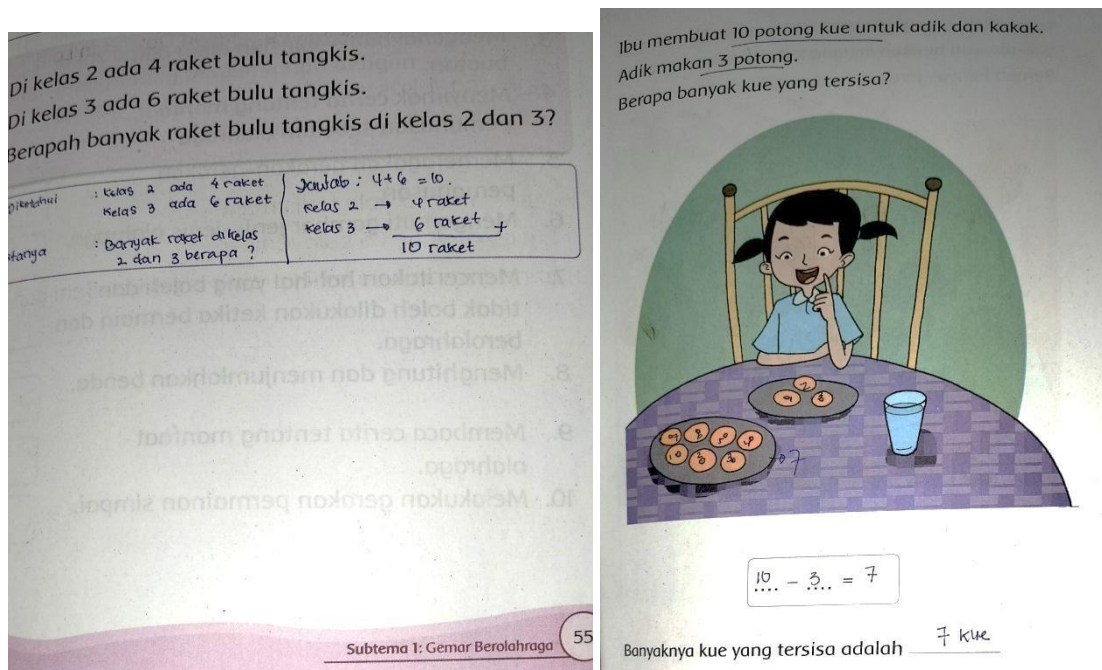 Di kelas 2 ada 4 raket bulu tangkis.
Di kelas 3 ada 6 raket bulu tangkis.
Berapah banyak raket bulu tangkis di kelas 2 dan 3?
Diketahui : kelas 2 ada 4 raket
kelas 3 ada 6 raket
ditanya : Banyak raket dikelas
2 dan 3 berapa ?
Jawab : 4 + 6 = 10.
kelas 2 → 4 raket
kelas 3 → 6 raket +
10 raket
Subtema 1: Gemar Berolahraga 55
Ibu membuat 10 potong kue untuk adik dan kakak.
Adik makan 3 potong.
Berapa banyak kue yang tersisa?
2
→ 7
10 - 3 = 7
Banyaknya kue yang tersisa adalah 7 kue